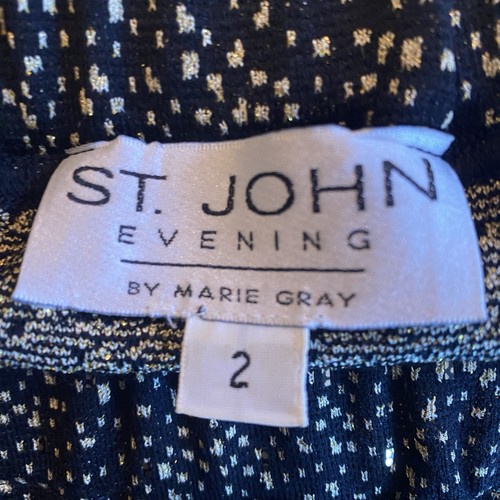 ST. JOHN
EVENING
BY MARIE GRAY
2